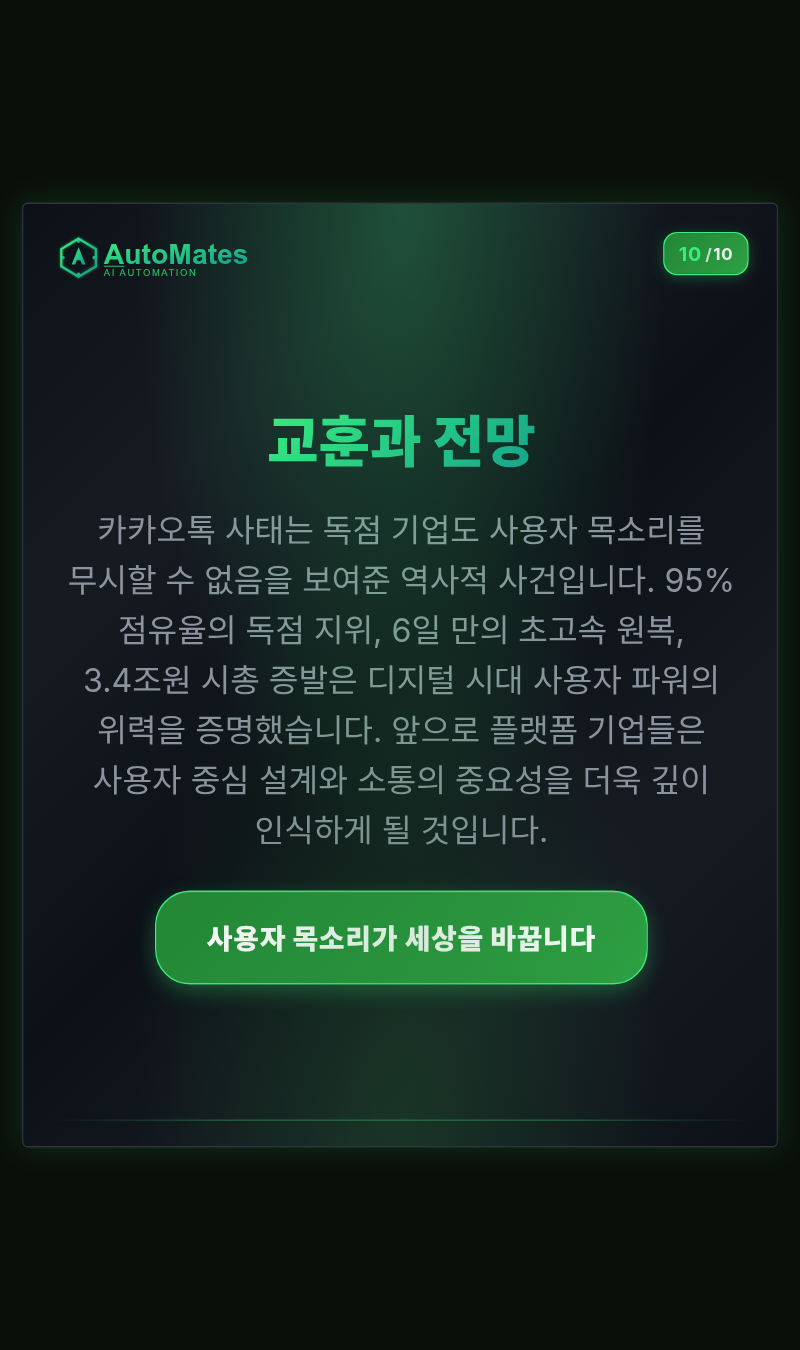 AutoMates
AI AUTOMATION
10 /10
교훈과 전망
카카오톡 사태는 독점 기업도 사용자 목소리를
무시할 수 없음을 보여준 역사적 사건입니다. 95%
점유율의 독점 지위, 6일 만의 초고속 원복,
3.4조원 시총 증발은 디지털 시대 사용자 파워의
위력을 증명했습니다. 앞으로 플랫폼 기업들은
사용자 중심 설계와 소통의 중요성을 더욱 깊이
인식하게 될 것입니다.
사용자 목소리가 세상을 바꿉니다